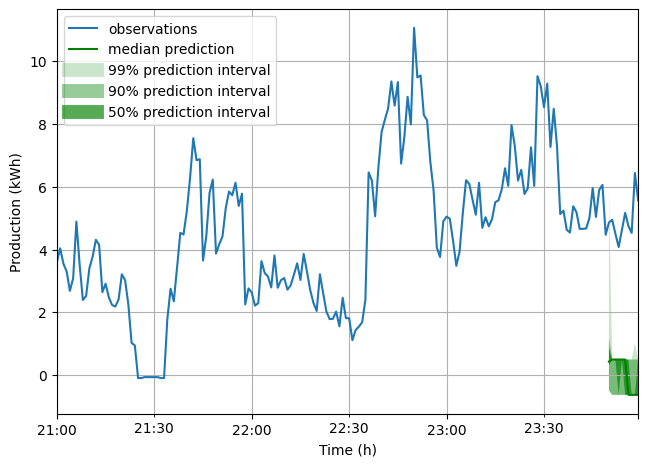 observations
median prediction
99% prediction interval
90% prediction interval
50% prediction interval
10
8
6
4
2
0
Production (kWh)
21:00
21:30
22:00
22:30
23:00
23:30
Time (h)